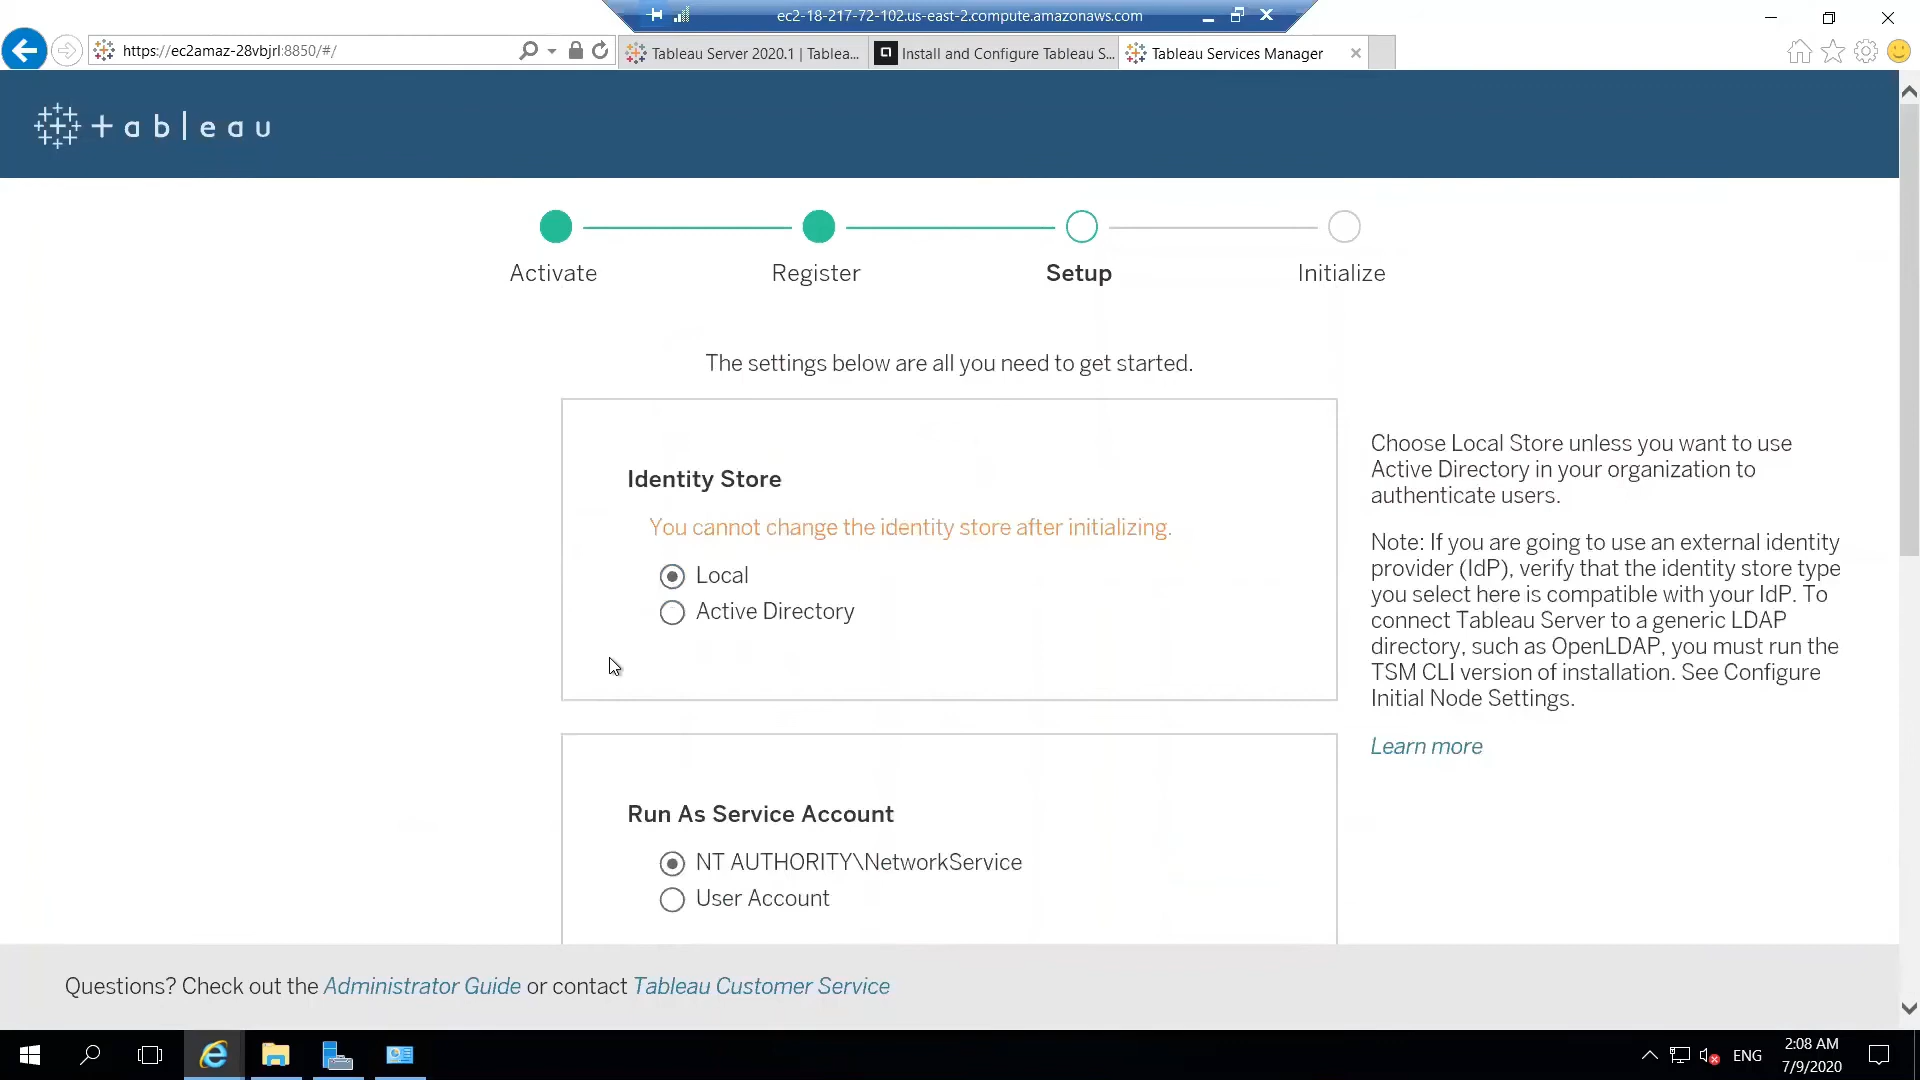 ec2-18-217-72-102.us-east-2.compute.amazonaws.com
https://ec2amaz-28vbjrl:8850/#/
Tableau Server 2020.1 | Tablea...
Install and Configure Tableau S...
Tableau Services Manager
+ a b l e a u
Activate
Register
Setup
Initialize
The settings below are all you need to get started.
Identity Store
You cannot change the identity store after initializing.
Local
Active Directory
Choose Local Store unless you want to use
Active Directory in your organization to
authenticate users.
Note: If you are going to use an external identity
provider (IdP), verify that the identity store type
you select here is compatible with your IdP. To
connect Tableau Server to a generic LDAP
directory, such as OpenLDAP, you must run the
TSM CLI version of installation. See Configure
Initial Node Settings.
Learn more
Run As Service Account
NT AUTHORITY\NetworkService
User Account
Questions? Check out the Administrator Guide or contact Tableau Customer Service
ENG
2:08 AM
7/9/2020